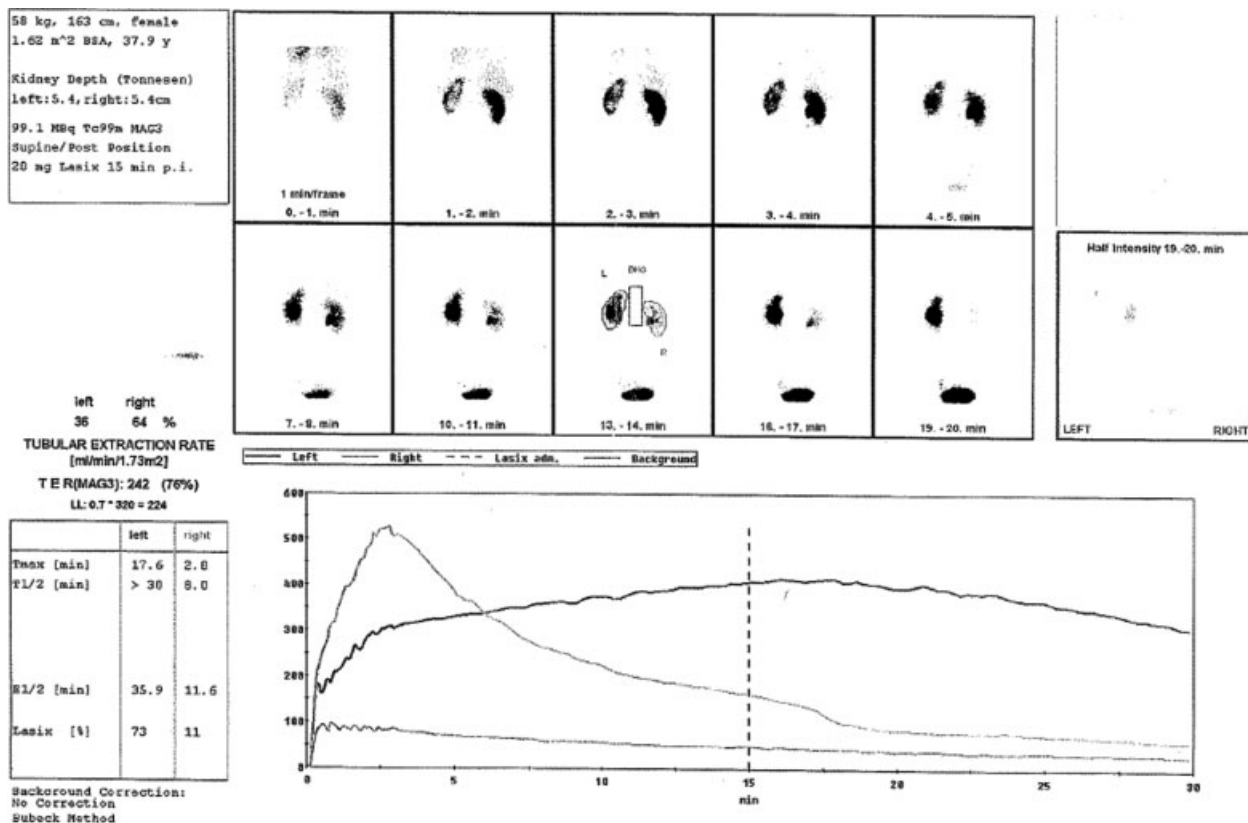 58 kg, 163 cm, female
1.62 m^2 BSA, 37.9 y
Kidney Depth (Tonnesen)
left:5.4,right:5.4cm
99.1 MBq Tc99m MAG3
Supine/Post Position
20 mg Lasix 15 min p.i.
1 min/frame
0. -1. min
1. -2. min
2. -3. min
3. -4. min
4. -5. min
L
R
7. -8. min
10. -11. min
13. -14. min
16. -17. min
19. -20. min
Half Intensity 19.-20. min
LEFT
RIGHT
left right
36 64 %
TUBULAR EXTRACTION RATE
[ml/min/1.73m2]
T E R(MAG3): 242 (76%)
LL: 0.7 * 320 = 224
left right
Tmax [min] 17.6 2.8
T1/2 [min] > 30 8.0
E1/2 [min] 35.9 11.6
Lasix [%] 73 11
Background Correction:
No Correction
Bubeck Method
Left Right Lasix adm. Background
600
500
400
300
200
100
0
0 5 10 15 20 25 30
min